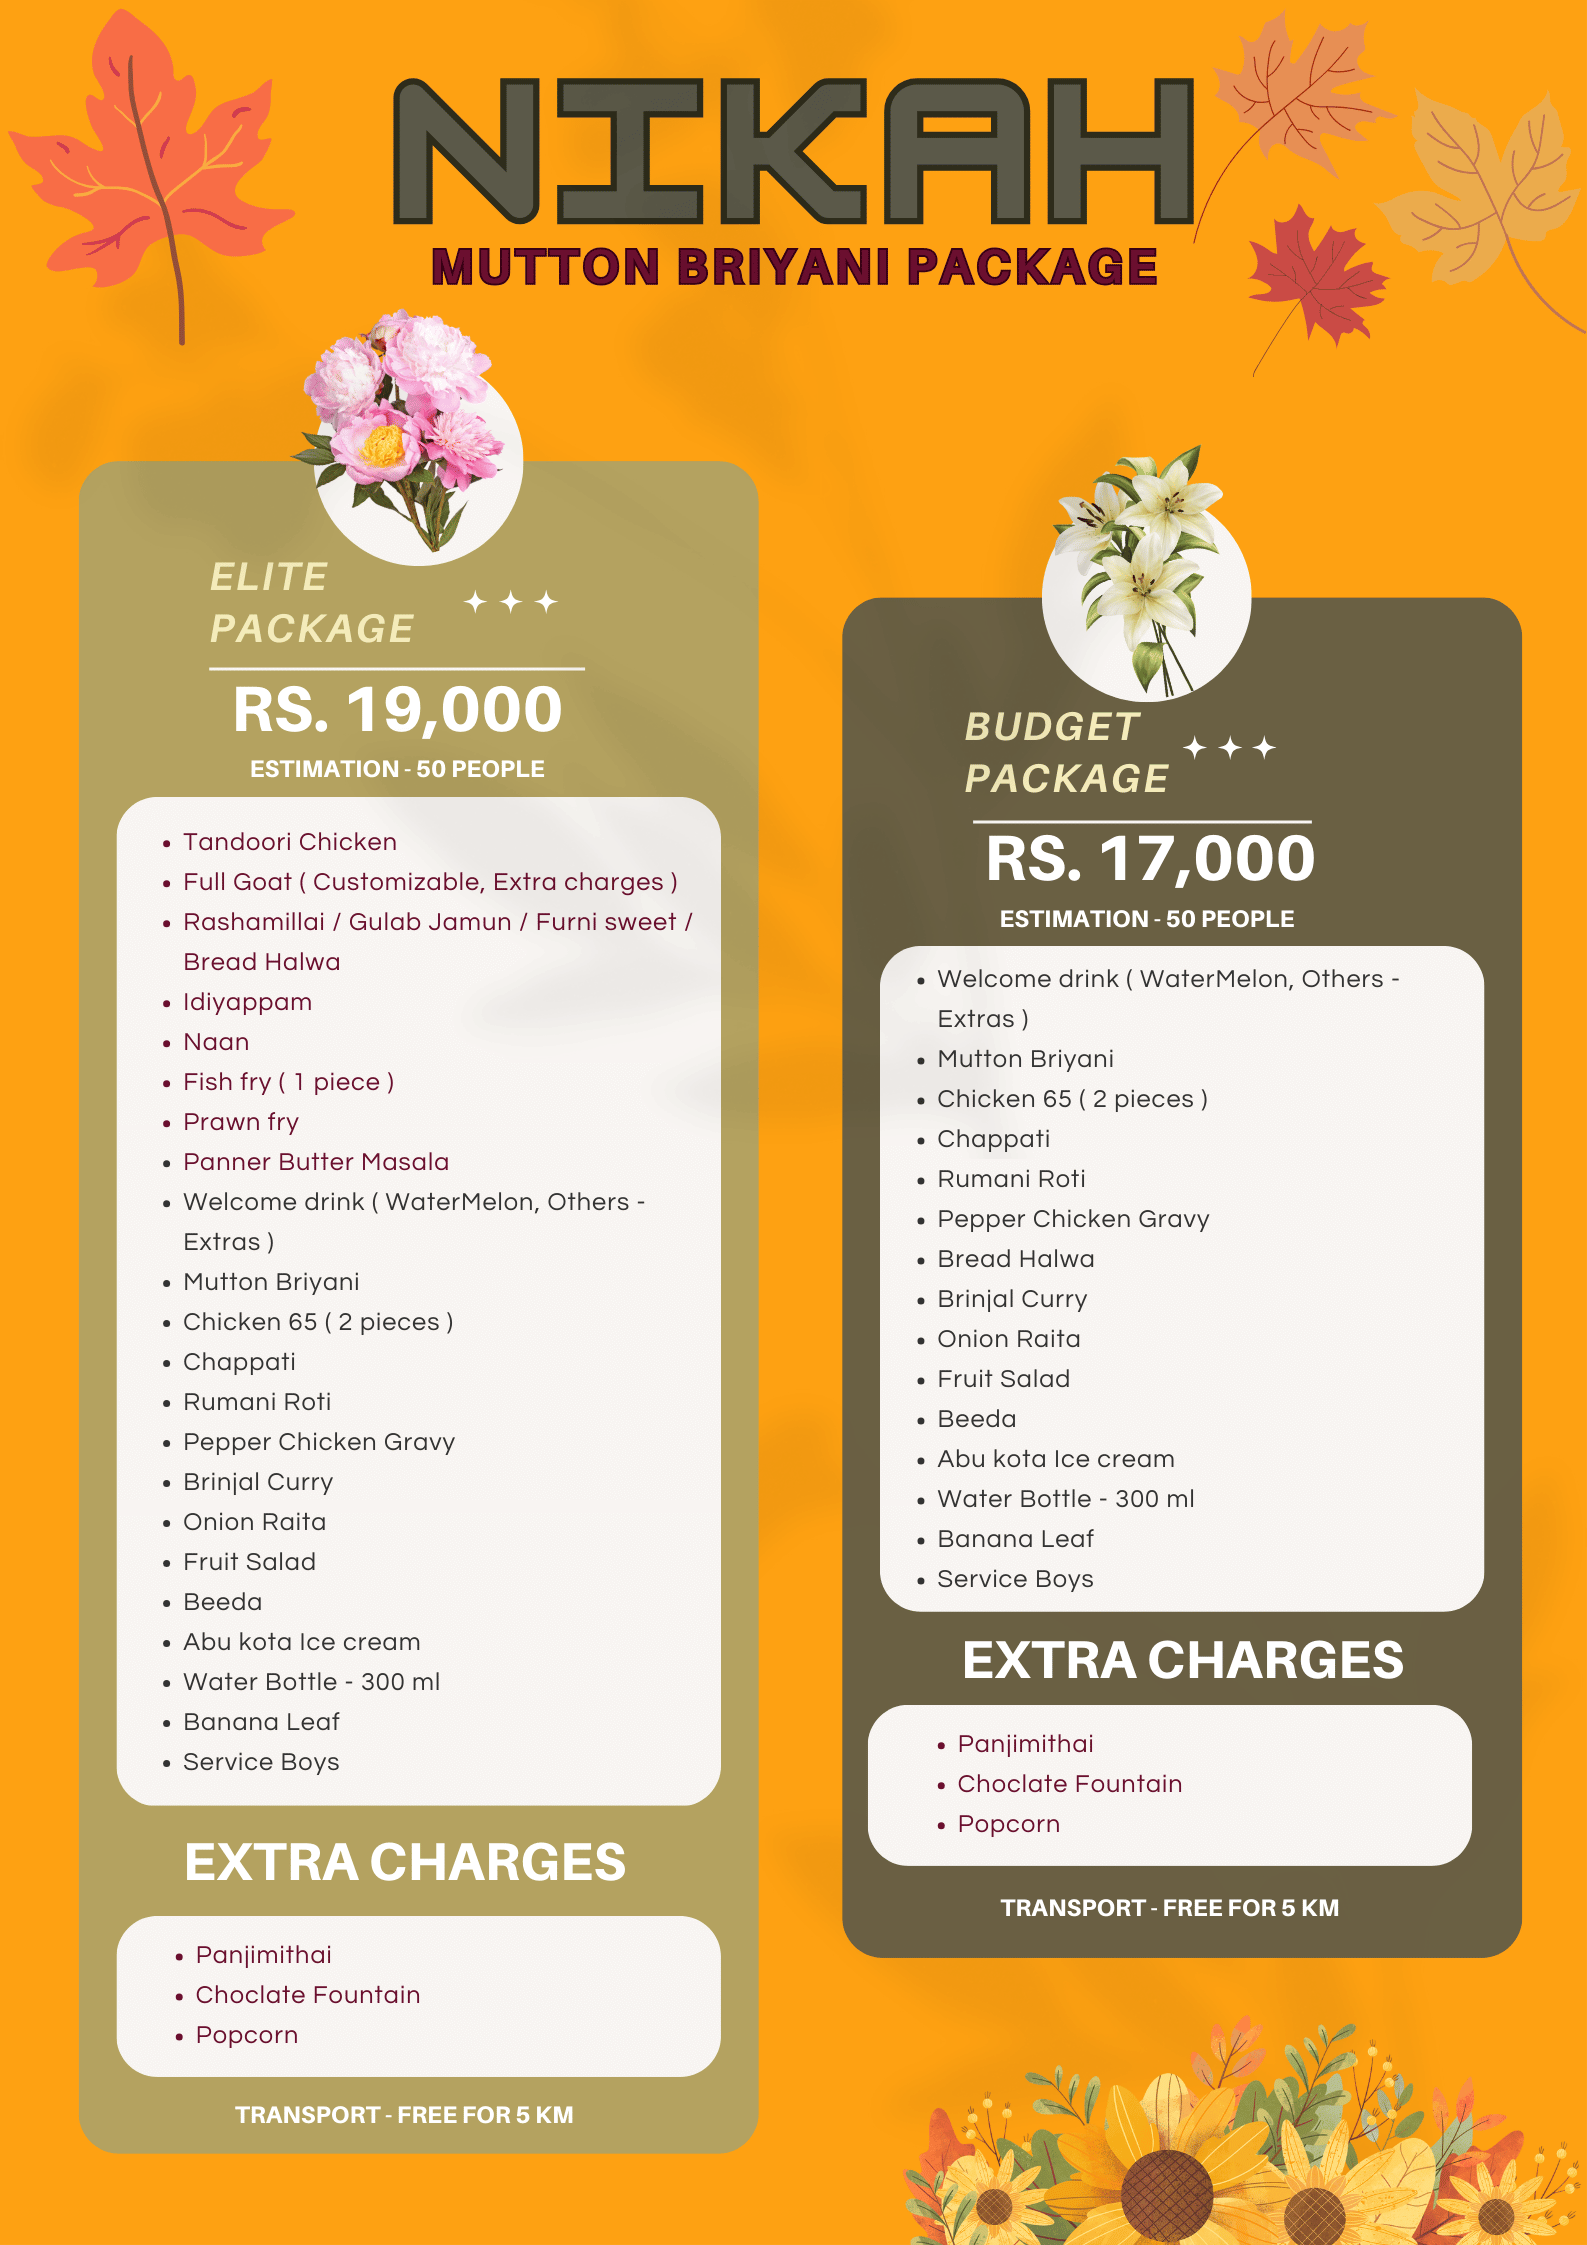 NIKAH
MUTTON BRIYANI PACKAGE
ELITE
PACKAGE
RS. 19,000
ESTIMATION - 50 PEOPLE
• Tandoori Chicken
• Full Goat ( Customizable, Extra charges )
• Rashamillai / Gulab Jamun / Furni sweet /
Bread Halwa
• Idiyappam
• Naan
• Fish fry ( 1 piece )
• Prawn fry
• Panner Butter Masala
• Welcome drink ( WaterMelon, Others -
Extras )
• Mutton Briyani
• Chicken 65 ( 2 pieces )
• Chappati
• Rumani Roti
• Pepper Chicken Gravy
• Brinjal Curry
• Onion Raita
• Fruit Salad
• Beeda
• Abu kota Ice cream
• Water Bottle - 300 ml
• Banana Leaf
• Service Boys
EXTRA CHARGES
• Panjimithai
• Choclate Fountain
• Popcorn
TRANSPORT - FREE FOR 5 KM
BUDGET
PACKAGE
RS. 17,000
ESTIMATION - 50 PEOPLE
• Welcome drink ( WaterMelon, Others -
Extras )
• Mutton Briyani
• Chicken 65 ( 2 pieces )
• Chappati
• Rumani Roti
• Pepper Chicken Gravy
• Bread Halwa
• Brinjal Curry
• Onion Raita
• Fruit Salad
• Beeda
• Abu kota Ice cream
• Water Bottle - 300 ml
• Banana Leaf
• Service Boys
EXTRA CHARGES
• Panjimithai
• Choclate Fountain
• Popcorn
TRANSPORT - FREE FOR 5 KM